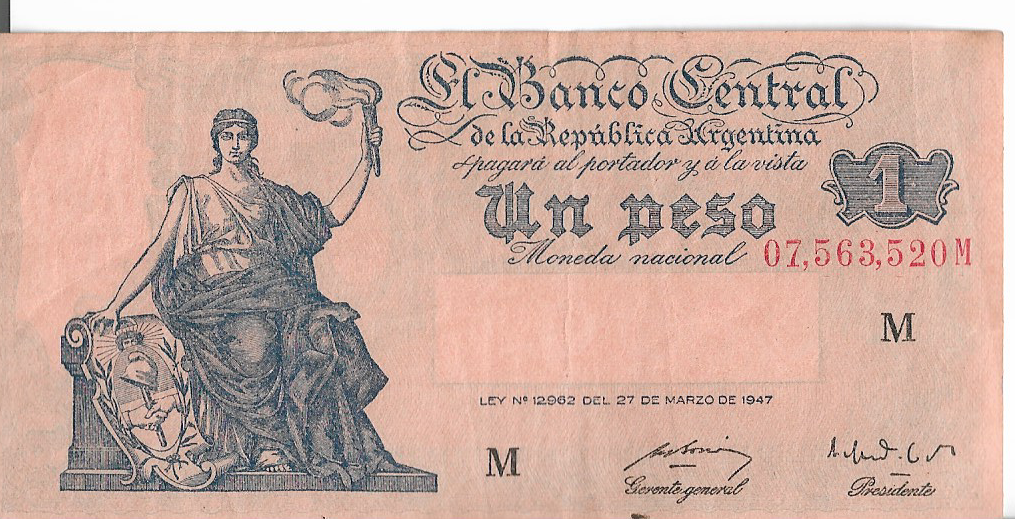 El Banco Central
de la República Argentina
pagará al portador y á la vista
Un peso
1
Moneda nacional
07,563,520M
M
LEY Nº 12962 DEL 27 DE MARZO DE 1947
M
Gerente general
Presidente